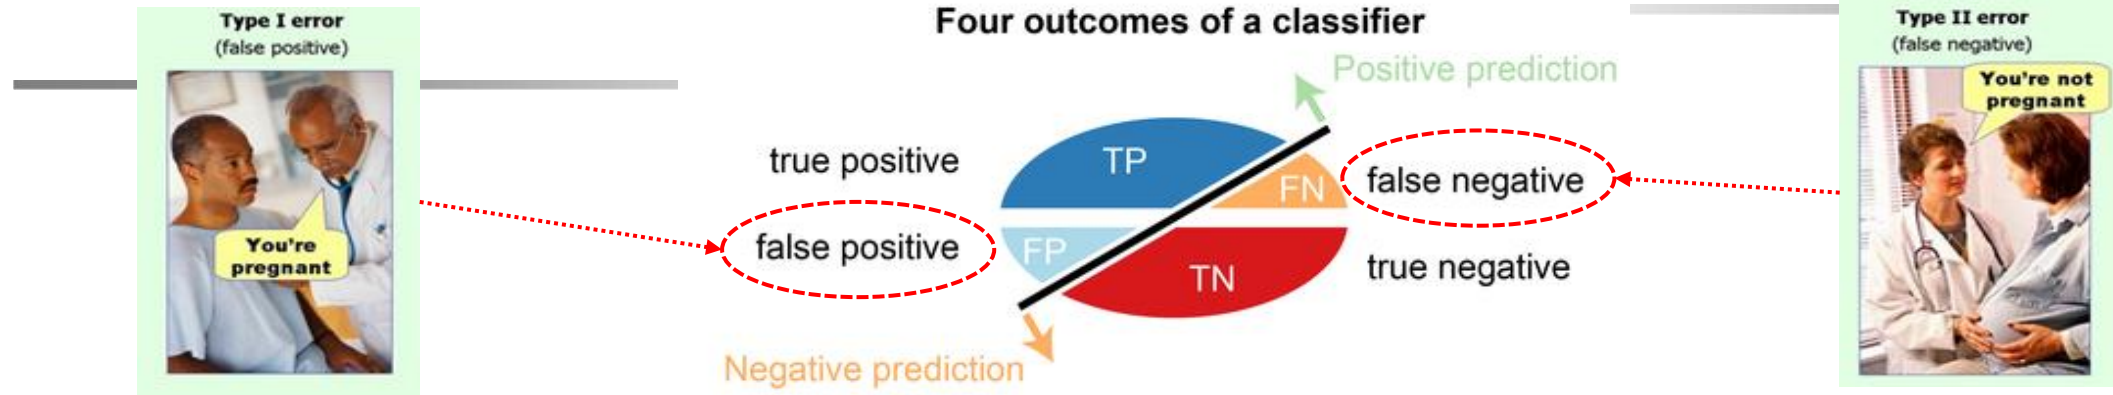 Type I error
(false positive)
You're
pregnant
Four outcomes of a classifier
Positive prediction
true positive
false positive
TP
FN
FP
TN
false negative
true negative
Negative prediction
Type II error
(false negative)
You're not
pregnant